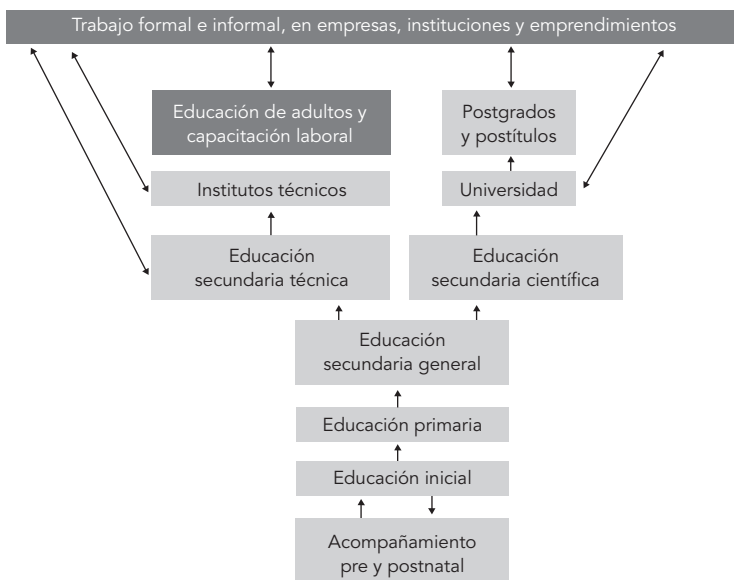 Trabajo formal e informal, en empresas, instituciones y emprendimientos
Educación de adultos y
capacitación laboral
Postgrados
y postítulos
Institutos técnicos
Universidad
Educación
secundaria técnica
Educación
secundaria científica
Educación
secundaria general
Educación primaria
Educación inicial
Acompañamiento
pre y postnatal